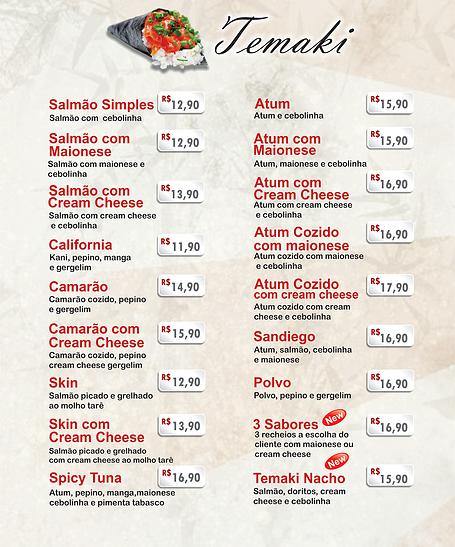 Temaki
Salmão Simples R$12,90
Salmão com cebolinha
Salmão com R$12,90
Maionese
Salmão com maionese e
cebolinha
Salmão com R$13,90
Cream Cheese
Salmão com cream cheese
e cebolinha
California R$11,90
Kani, pepino, manga
e gergelim
Camarão R$14,90
Camarão cozido, pepino
e gergelim
Camarão com R$15,90
Cream Cheese
Camarão cozido, pepino
cream cheese gergelim
Skin R$12,90
Salmão picado e grelhado
ao molho tarê
Skin com R$13,90
Cream Cheese
Salmão picado e grelhado
com cream cheese ao molho tarê
Spicy Tuna R$16,90
Atum, pepino, manga,maionese
cebolinha e pimenta tabasco
Atum R$15,90
Atum e cebolinha
Atum com R$15,90
Maionese
Atum, maionese e cebolinha
Atum com R$16,90
Cream Cheese
Atum com cream cheese
e cebolinha
Atum Cozido R$16,90
com maionese
Atum cozido com maionese
e cebolinha
Atum Cozido R$17,90
com cream cheese
Atum cozido com cream
cheese e cebolinha
Sandiego R$16,90
Atum, salmão, cebolinha
e maionese
Polvo R$16,90
Polvo, pepino e gergelim
3 Sabores New R$16,90
3 recheios a escolha do
cliente com maionese ou
cream cheese
New
Temaki Nacho R$15,90
Salmão, doritos, cream
cheese e cebolinha